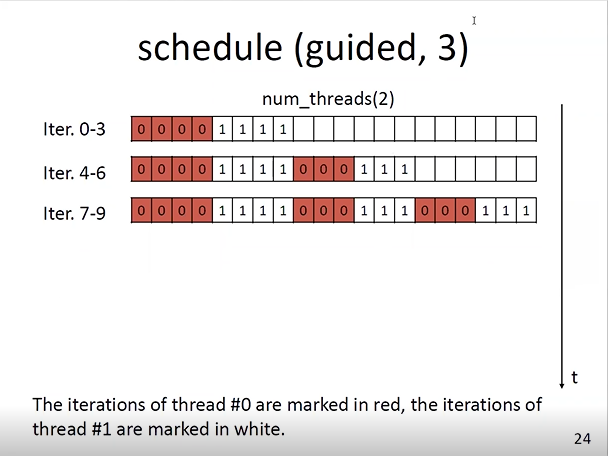 schedule (guided, 3)
num_threads(2)
Iter. 0-3 0 0 0 0 1 1 1 1
Iter. 4-6 0 0 0 0 1 1 1 1 0 0 0 1 1 1
Iter. 7-9 0 0 0 0 1 1 1 1 0 0 0 1 1 1 0 0 0 1 1 1
t
The iterations of thread #0 are marked in red, the iterations of
thread #1 are marked in white.
24